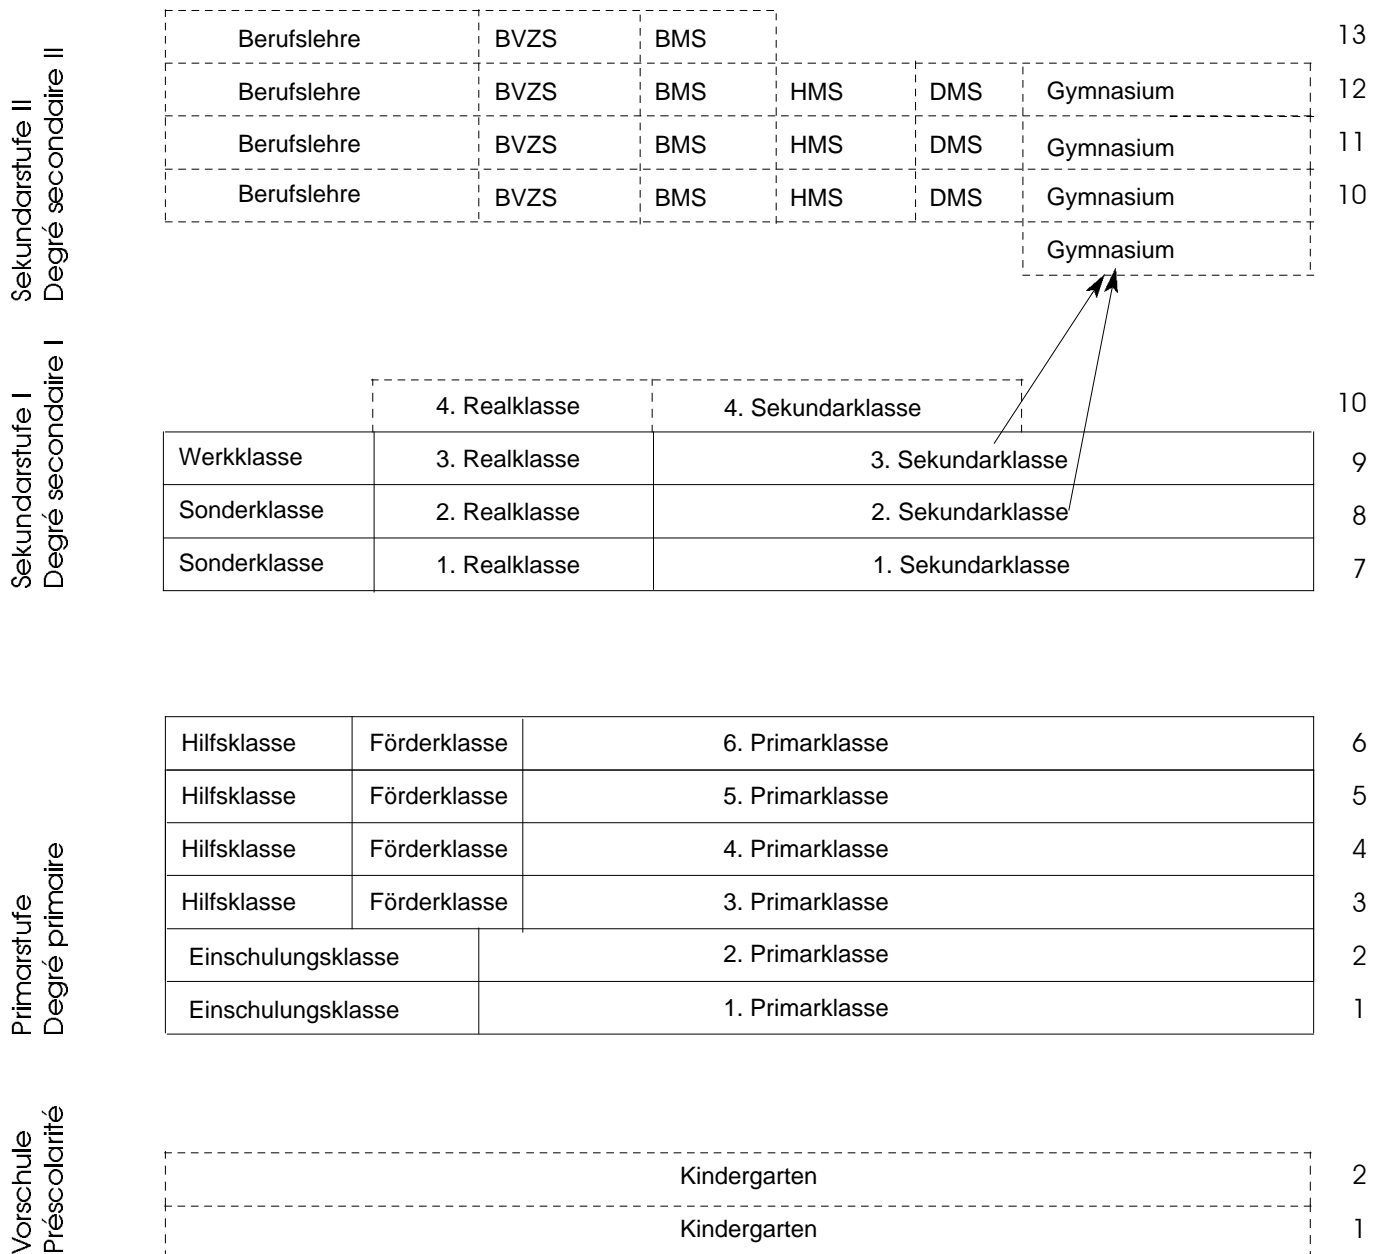 Berufslehre BVZS BMS 13
Berufslehre BVZS BMS HMS DMS Gymnasium 12
Berufslehre BVZS BMS HMS DMS Gymnasium 11
Berufslehre BVZS BMS HMS DMS Gymnasium 10
Gymnasium
Sekundarstufe II
Degré secondaire II
4. Realklasse 4. Sekundarklasse 10
Werkklasse 3. Realklasse 3. Sekundarklasse 9
Sonderklasse 2. Realklasse 2. Sekundarklasse 8
Sonderklasse 1. Realklasse 1. Sekundarklasse 7
Sekundarstufe I
Degré secondaire I
Hilfsklasse Förderklasse 6. Primarklasse 6
Hilfsklasse Förderklasse 5. Primarklasse 5
Hilfsklasse Förderklasse 4. Primarklasse 4
Hilfsklasse Förderklasse 3. Primarklasse 3
Einschulungsklasse 2. Primarklasse 2
Einschulungsklasse 1. Primarklasse 1
Primarstufe
Degré primaire
Kindergarten 2
Kindergarten 1
Vorschule
Préscolarité